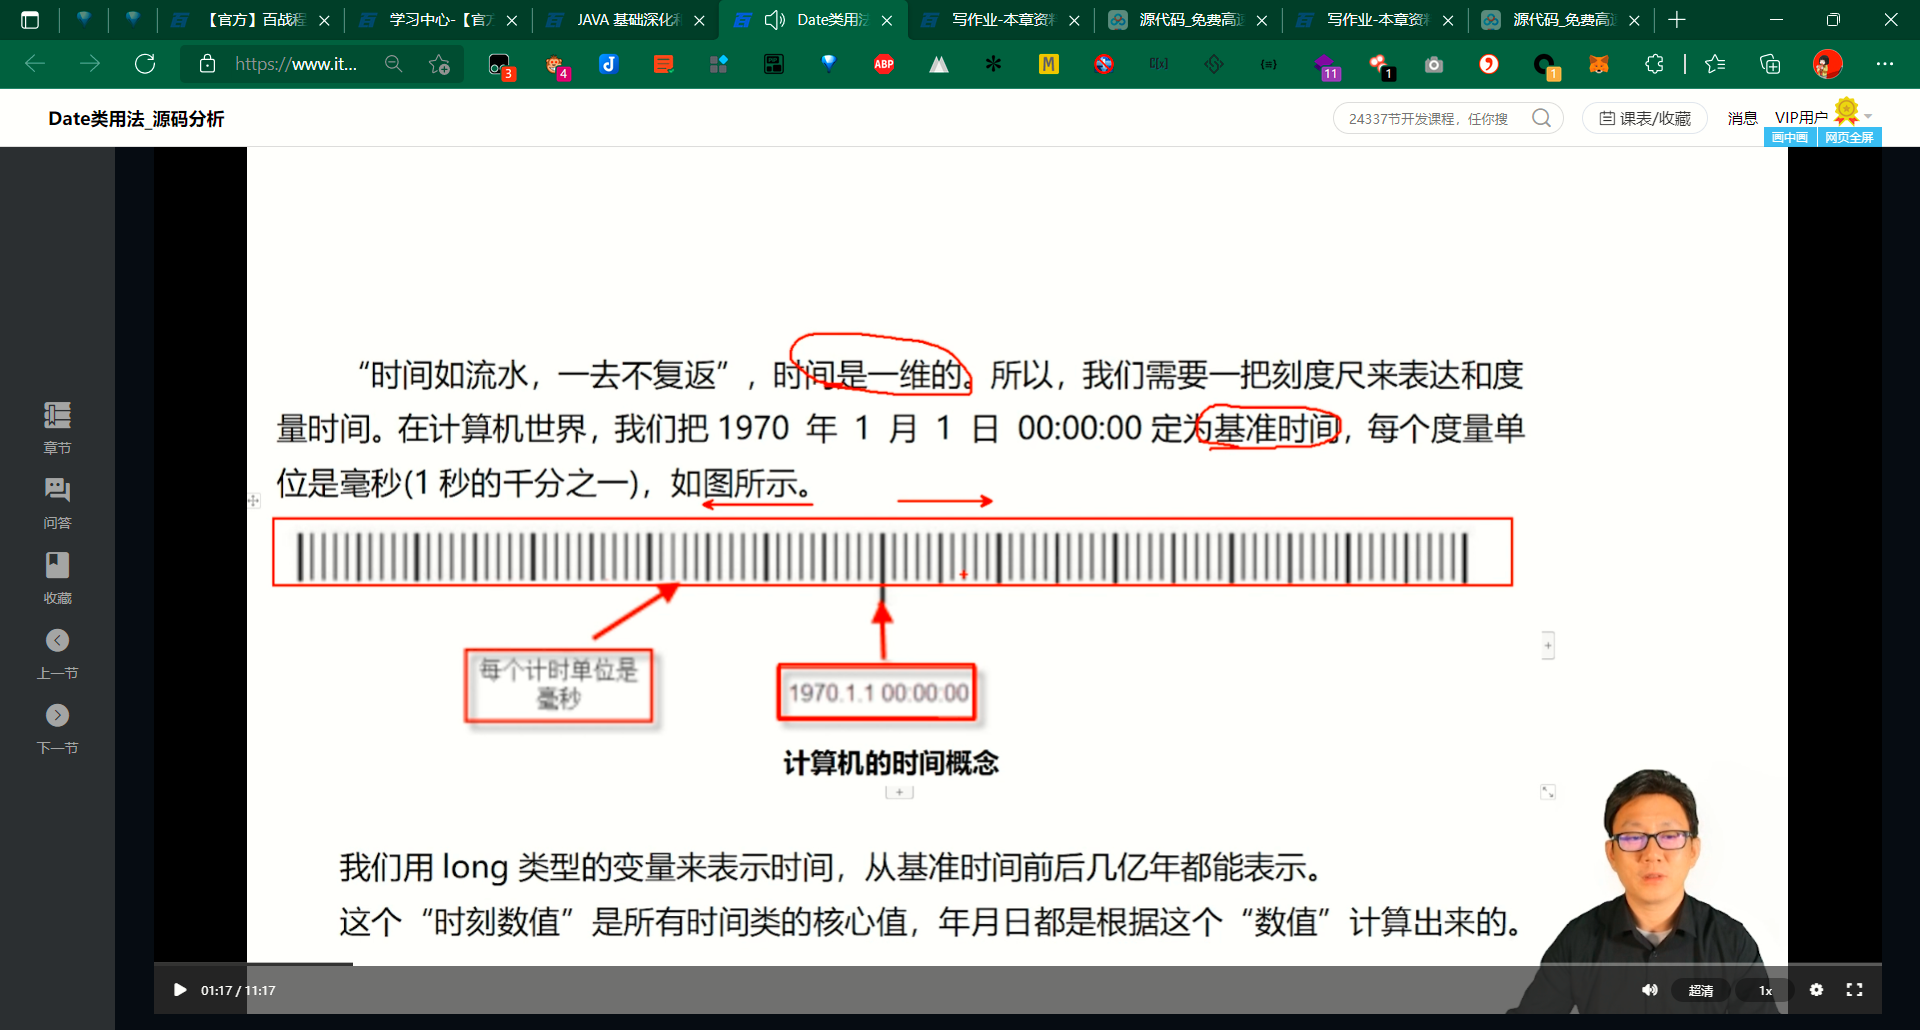 【官方】百战程
学习中心-【官方
JAVA 基础深化和
Date类用法
写作业-本章资料
源代码_免费高速
写作业-本章资料
源代码_免费高速
https://www.it...
3
4
ABP
M
11
1
1
Date类用法_源码分析
24337节开发课程，任你搜
课表/收藏
消息
VIP用户
画中画
网页全屏
章节
问答
收藏
上一节
下一节
“时间如流水，一去不复返”，时间是一维的。所以，我们需要一把刻度尺来表达和度
量时间。在计算机世界，我们把 1970 年 1 月 1 日 00:00:00 定为基准时间，每个度量单
位是毫秒(1 秒的千分之一)，如图所示。
每个计时单位是
毫秒
1970.1.1 00:00:00
计算机的时间概念
我们用 long 类型的变量来表示时间，从基准时间前后几亿年都能表示。
这个“时刻数值”是所有时间类的核心值，年月日都是根据这个“数值”计算出来的。
01:17 / 11:17
超清
1x